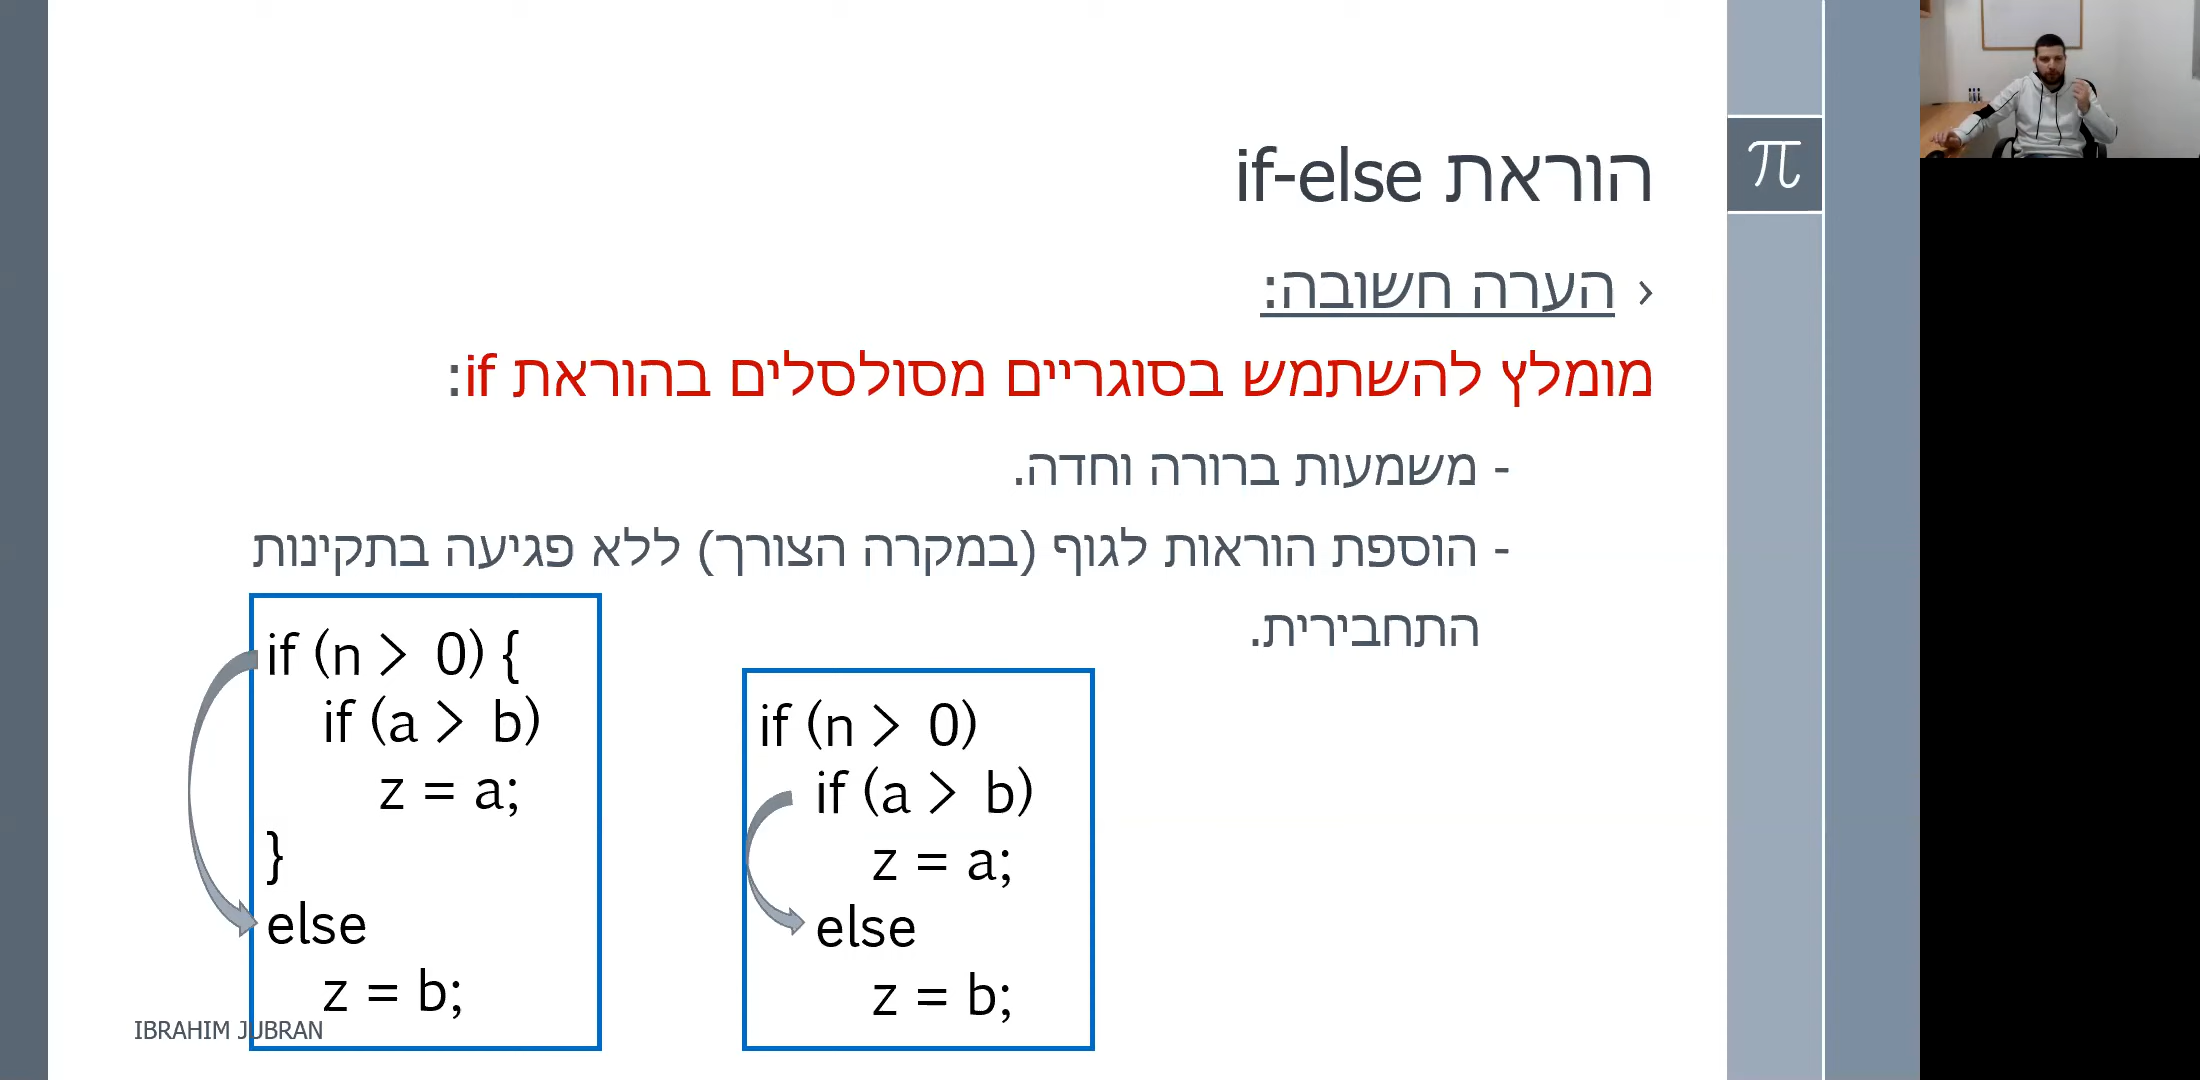 הוראת if-else
‹ הערה חשובה:
מומלץ להשתמש בסוגריים מסולסלים בהוראת if:
- משמעות ברורה וחדה.
- הוספת הוראות לגוף (במקרה הצורך) ללא פגיעה בתקינות
התחבירית.
if (n > 0)
if (a > b)
z = a;
else
z = b;
if (n > 0) {
if (a > b)
z = a;
}
else
z = b;
IBRAHIM JUBRAN
π